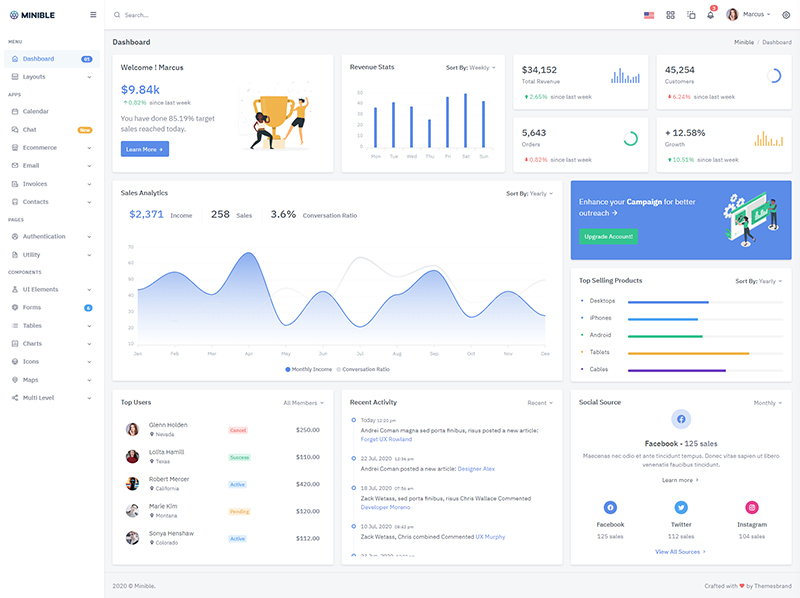 MINIBLE
Search...
3
Marcus
MENU
Dashboard 01
Layouts
APPS
Calendar
Chat New
Ecommerce
Email
Invoices
Contacts
PAGES
Authentication
Utility
COMPONENTS
UI Elements
Forms 6
Tables
Charts
Icons
Maps
Multi Level
Dashboard
Minible / Dashboard
Welcome ! Marcus
$9.84k
0.82% since last week
You have done 85.19% target
sales reached today.
Learn More
Revenue Stats
Sort By: Weekly
50
40
30
20
10
0
Mon Tue Wed Thu Fri Sat Sun
$34,152
Total Revenue
2.65% since last week
45,254
Customers
6.24% since last week
5,643
Orders
0.82% since last week
+ 12.58%
Growth
10.51% since last week
Sales Analytics
Sort By: Yearly
$2,371 Income
258 Sales
3.6% Conversation Ratio
70
60
50
40
30
20
10
Jan Feb Mar Apr May Jun Jul Aug Sep Oct Nov Dec
Monthly Income Conversation Ratio
Enhance your Campaign for better
outreach →
Upgrade Account!
Top Selling Products
Sort By: Yearly
Desktops
iPhones
Android
Tablets
Cables
Top Users
All Members
Glenn Holden
Nevada
Cancel
$250.00
Lolita Hamill
Texas
Success
$110.00
Robert Mercer
California
Active
$420.00
Marie Kim
Montana
Pending
$120.00
Sonya Henshaw
Colorado
Active
$112.00
Recent Activity
Recent
Today 12:20 pm
Andrei Coman magna sed porta finibus, risus posted a new article:
Forget UX Rowland
22 Jul, 2020 12:36 pm
Andrei Coman posted a new article: Designer Alex
18 Jul, 2020 07:56 am
Zack Wetass, sed porta finibus, risus Chris Wallace Commented
Developer Moreno
10 Jul, 2020 08:42 pm
Zack Wetass, Chris combined Commented UX Murphy
Social Source
Monthly
Facebook - 125 sales
Maecenas nec odio et ante tincidunt tempus. Donec vitae sapien ut libero
venenatis faucibus tincidunt.
Learn more
Facebook
125 sales
Twitter
112 sales
Instagram
104 sales
View All Sources
2020 © Minible.
Crafted with ❤ by Themesbrand